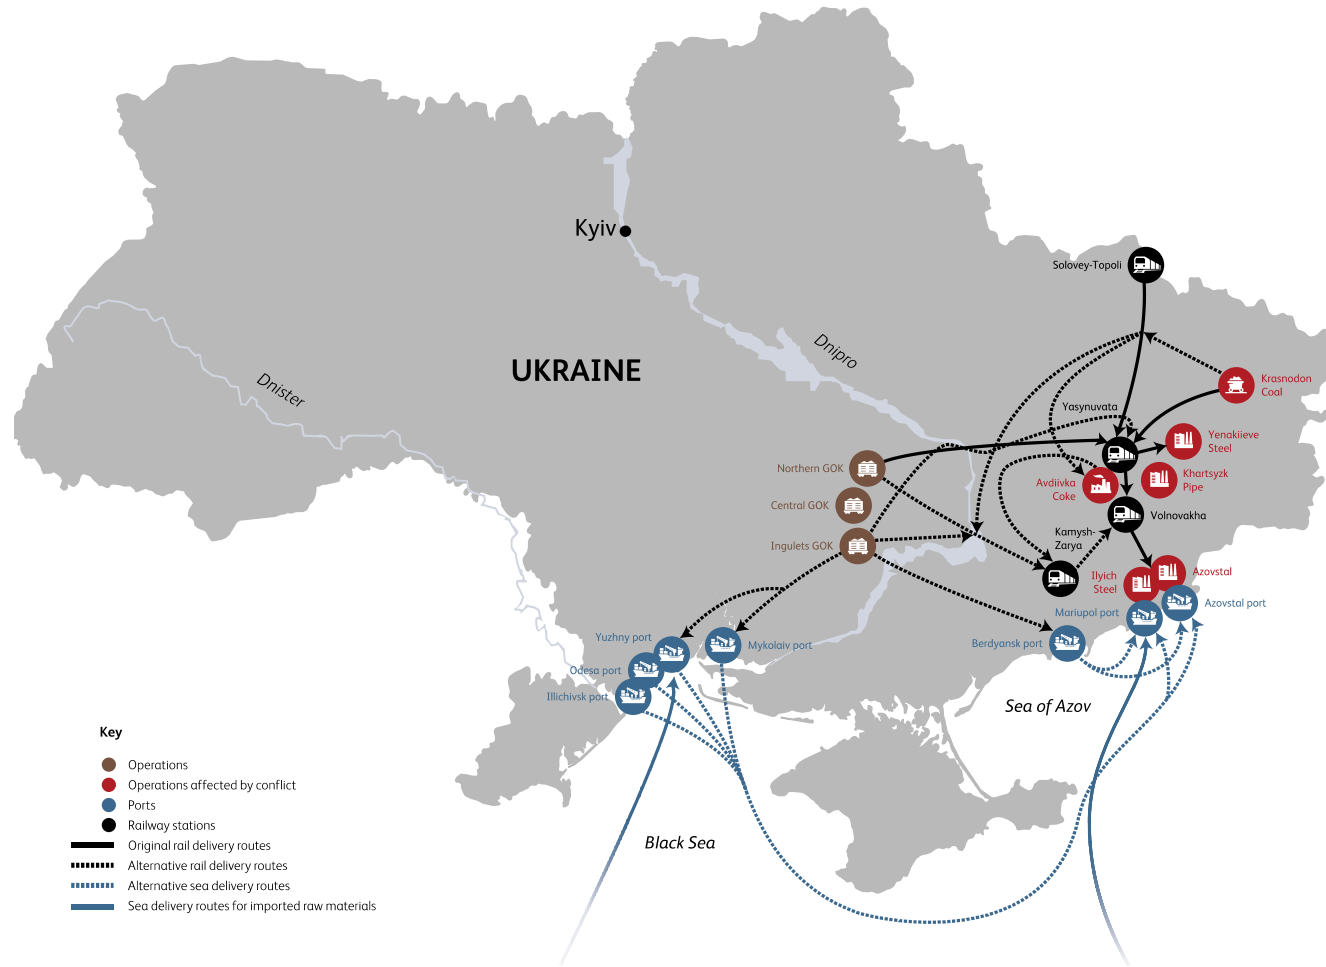 Kyiv
Solovey-Topoli
Dnipro
UKRAINE
Dnister
Krasnodon
Coal
Yasynuvata
Yenakiieve
Steel
Northern GOK
Khartsyzk
Pipe
Avdiivka
Coke
Central GOK
Volnovakha
Kamysh-
Zarya
Ingulets GOK
Ilyich
Steel
Azovstal
Azovstal port
Mariupol port
Yuzhny port
Mykolaiv port
Berdyansk port
Odesa port
Illichivsk port
Sea of Azov
Black Sea
Key
Operations
Operations affected by conflict
Ports
Railway stations
Original rail delivery routes
Alternative rail delivery routes
Alternative sea delivery routes
Sea delivery routes for imported raw materials